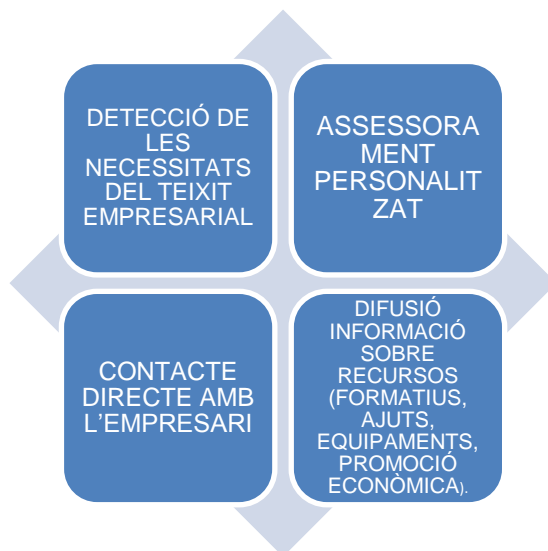 DETECCIÓ DE
LES
NECESSITATS
DEL TEIXIT
EMPRESARIAL
ASSESSORA
MENT
PERSONALIT
ZAT
CONTACTE
DIRECTE AMB
L'EMPRESARI
DIFUSIÓ
INFORMACIÓ
SOBRE
RECURSOS
(FORMATIUS,
AJUTS,
EQUIPAMENTS,
PROMOCIÓ
ECONÒMICA).